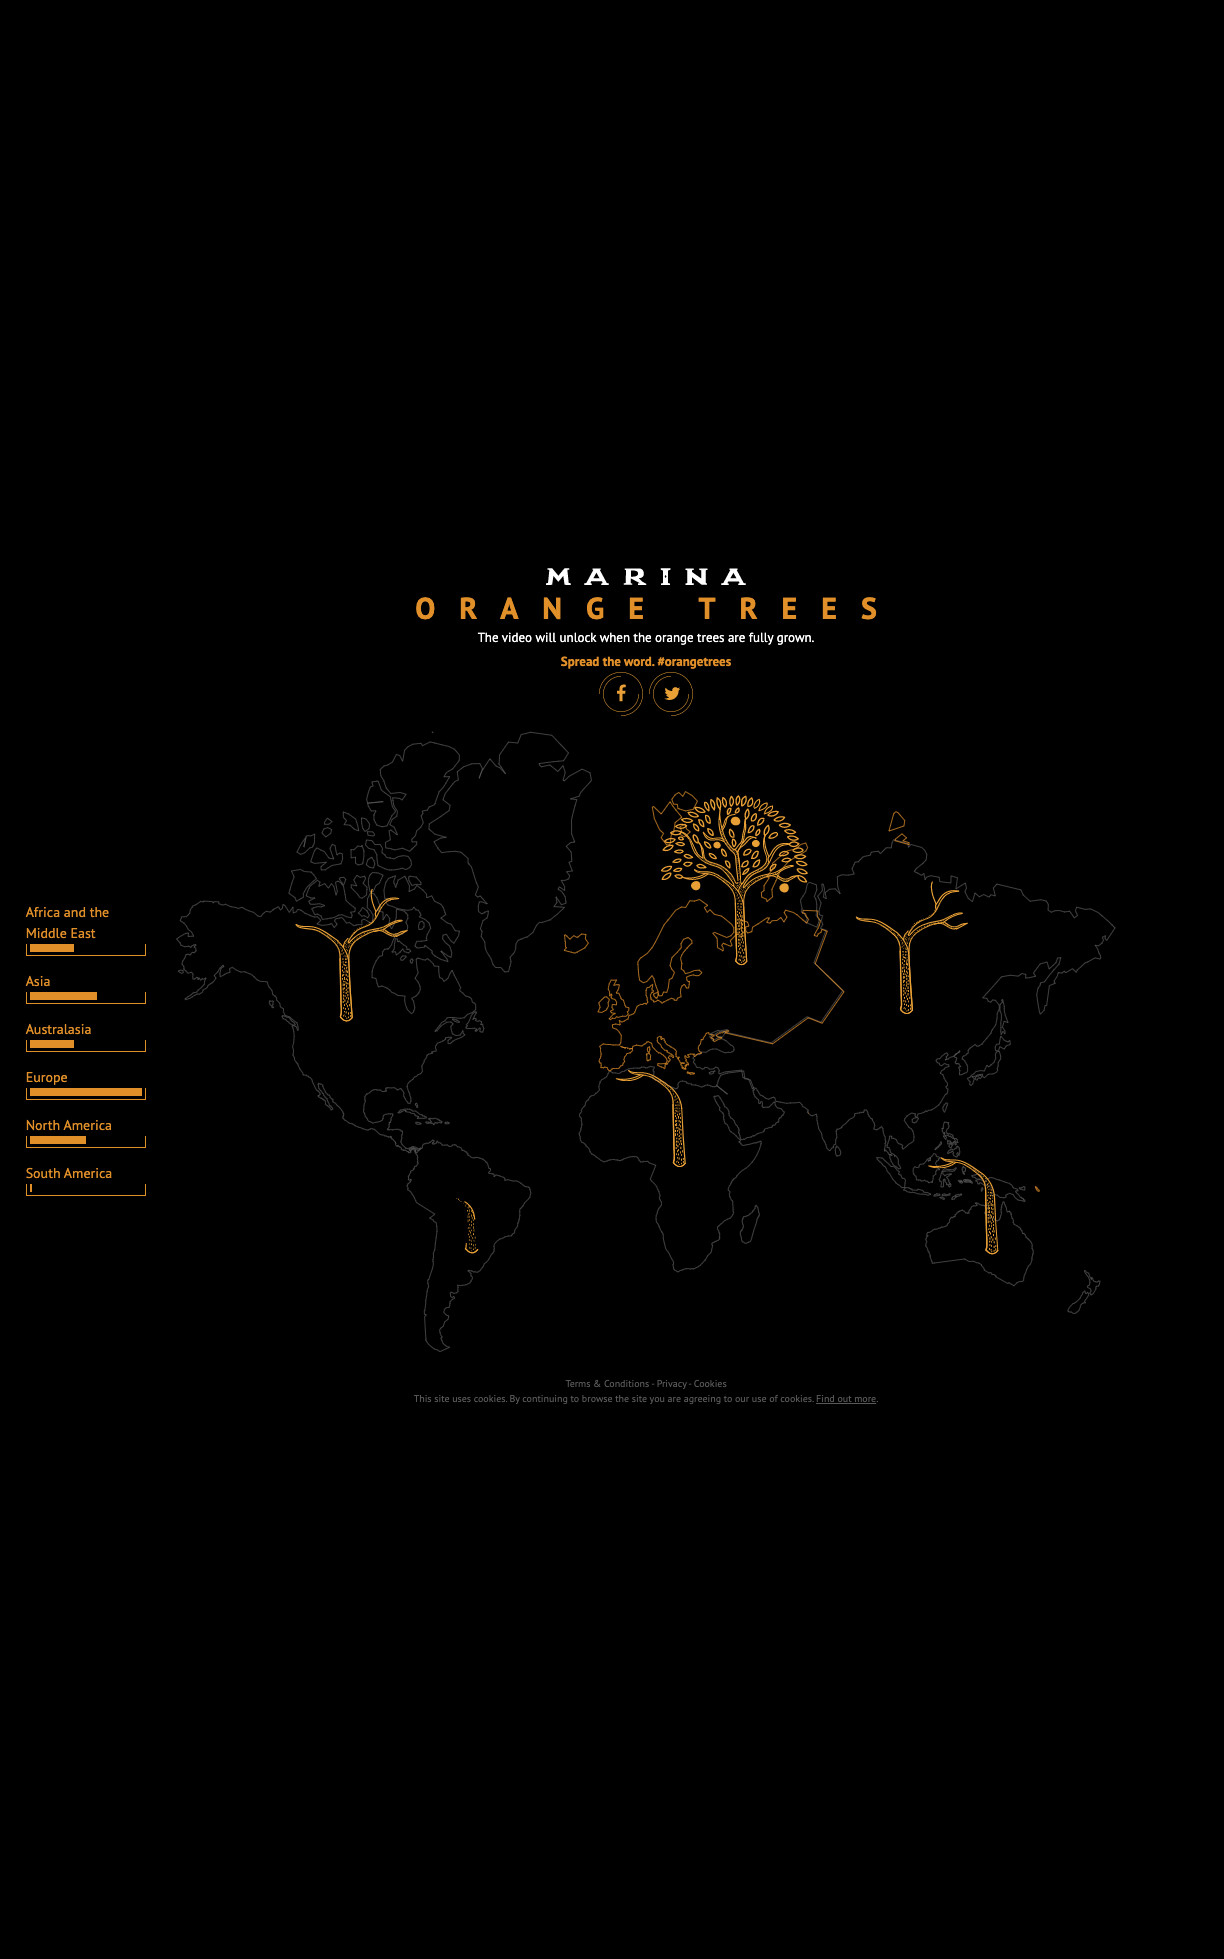 MARINA
ORANGE TREES
The video will unlock when the orange trees are fully grown.
Spread the word. #orangetrees
Africa and the
Middle East
Asia
Australasia
Europe
North America
South America
Terms & Conditions - Privacy - Cookies
This site uses cookies. By continuing to browse the site you are agreeing to our use of cookies. Find out more.